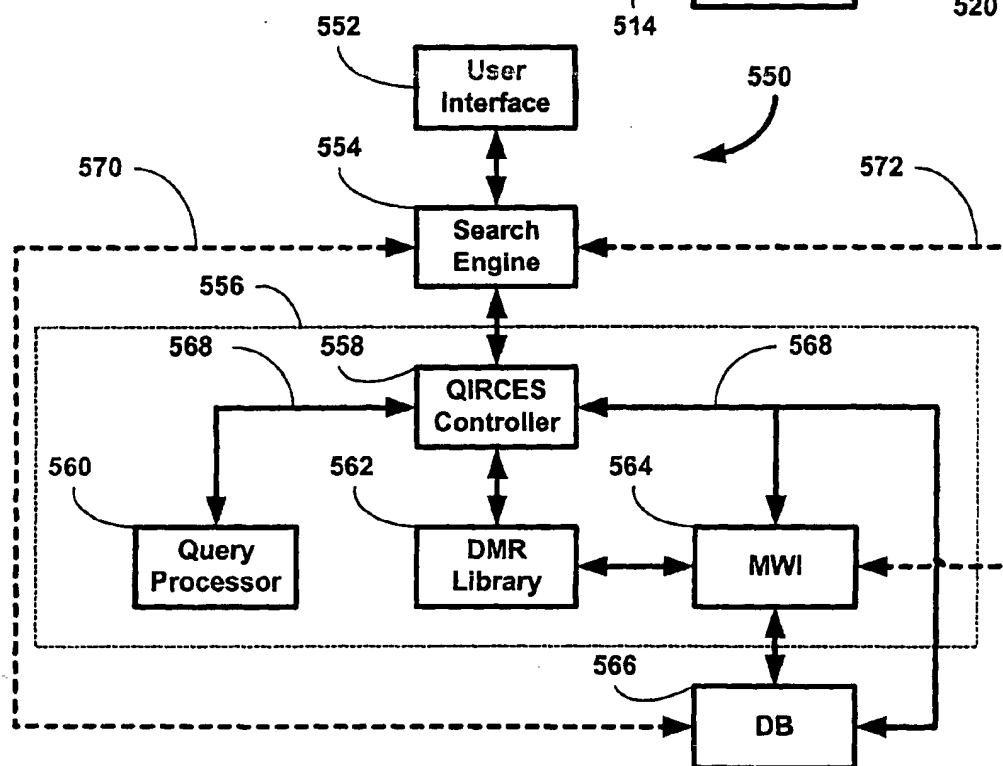 514
520
552
User
Interface
550
554
570
572
Search
Engine
556
568
558
568
QIRCES
Controller
560
562
564
Query
Processor
DMR
Library
MWI
566
DB